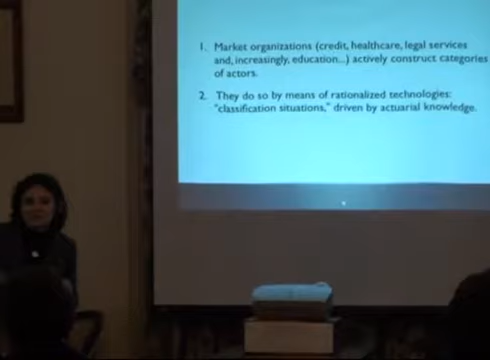 1. Market organizations (credit, healthcare, legal services
and, increasingly, education...) actively construct categories
of actors.
2. They do so by means of rationalized technologies:
"classification situations," driven by actuarial knowledge.